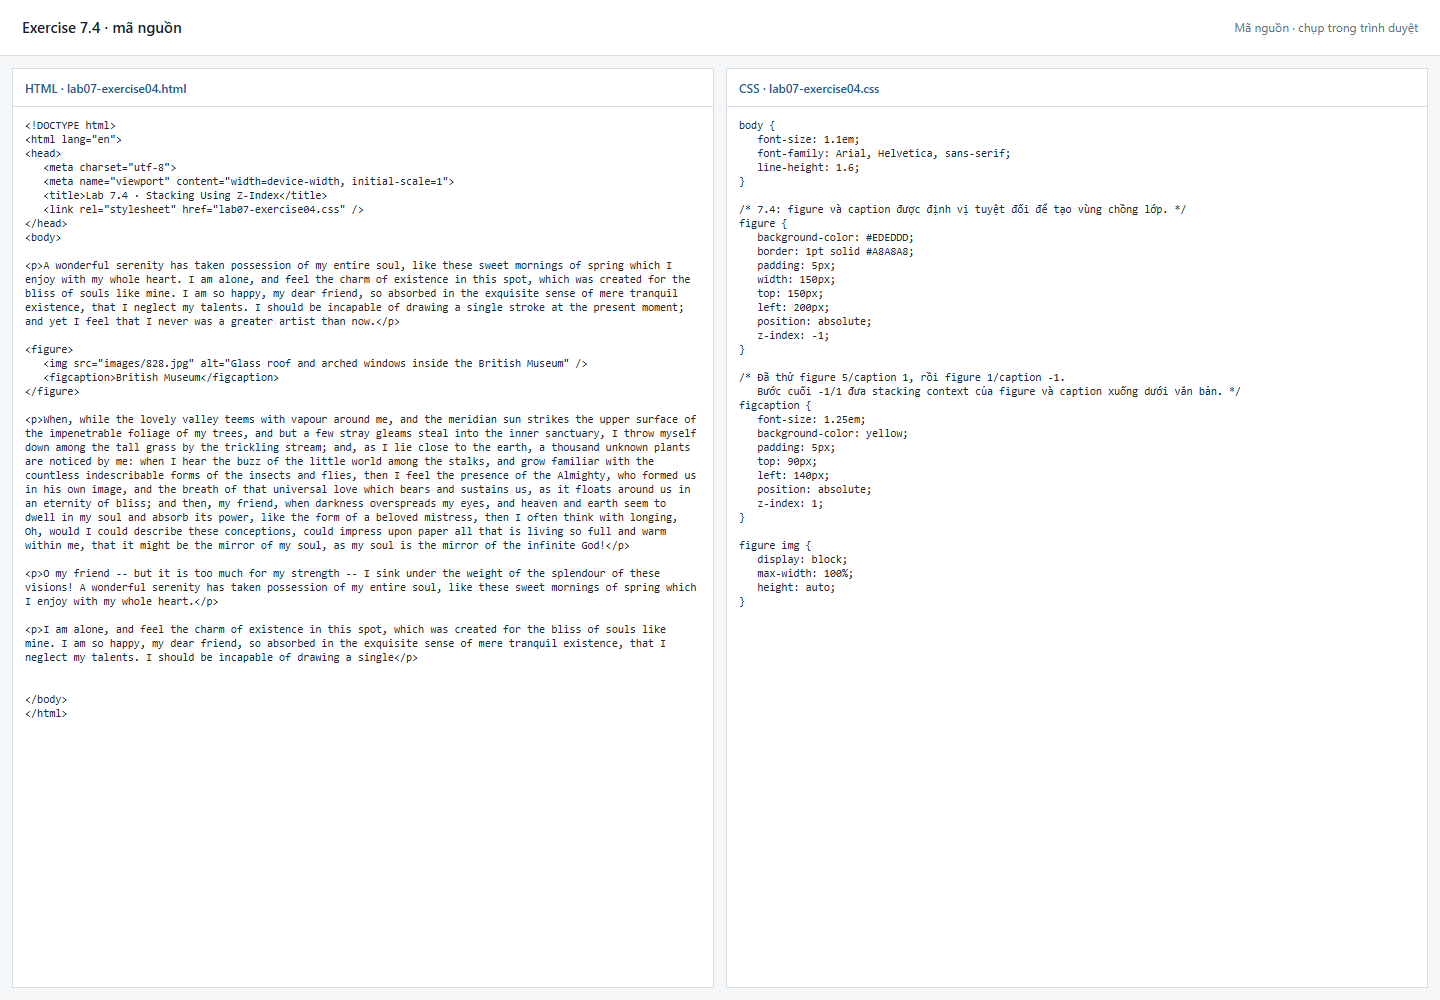 Exercise 7.4 · mã nguồn
Mã nguồn · chụp trong trình duyệt
HTML · lab07-exercise04.html
<!DOCTYPE html>
<html lang="en">
<head>
   <meta charset="utf-8">
   <meta name="viewport" content="width=device-width, initial-scale=1">
   <title>Lab 7.4 · Stacking Using Z-Index</title>
   <link rel="stylesheet" href="lab07-exercise04.css" />
</head>
<body>
<p>A wonderful serenity has taken possession of my entire soul, like these sweet mornings of spring which I
enjoy with my whole heart. I am alone, and feel the charm of existence in this spot, which was created for the
bliss of souls like mine. I am so happy, my dear friend, so absorbed in the exquisite sense of mere tranquil
existence, that I neglect my talents. I should be incapable of drawing a single stroke at the present moment;
and yet I feel that I never was a greater artist than now.</p>
<figure>
   <img src="images/828.jpg" alt="Glass roof and arched windows inside the British Museum" />
   <figcaption>British Museum</figcaption>
</figure>
<p>When, while the lovely valley teems with vapour around me, and the meridian sun strikes the upper surface of
the impenetrable foliage of my trees, and but a few stray gleams steal into the inner sanctuary, I throw myself
down among the tall grass by the trickling stream; and, as I lie close to the earth, a thousand unknown plants
are noticed by me: when I hear the buzz of the little world among the stalks, and grow familiar with the
countless indescribable forms of the insects and flies, then I feel the presence of the Almighty, who formed us
in his own image, and the breath of that universal love which bears and sustains us, as it floats around us in
an eternity of bliss; and then, my friend, when darkness overspreads my eyes, and heaven and earth seem to
dwell in my soul and absorb its power, like the form of a beloved mistress, then I often think with longing,
Oh, would I could describe these conceptions, could impress upon paper all that is living so full and warm
within me, that it might be the mirror of my soul, as my soul is the mirror of the infinite God!</p>
<p>O my friend -- but it is too much for my strength -- I sink under the weight of the splendour of these
visions! A wonderful serenity has taken possession of my entire soul, like these sweet mornings of spring which
I enjoy with my whole heart.</p>
<p>I am alone, and feel the charm of existence in this spot, which was created for the bliss of souls like
mine. I am so happy, my dear friend, so absorbed in the exquisite sense of mere tranquil existence, that I
neglect my talents. I should be incapable of drawing a single</p>
</body>
</html>
CSS · lab07-exercise04.css
body {
   font-size: 1.1em;
   font-family: Arial, Helvetica, sans-serif;
   line-height: 1.6;
}
/* 7.4: figure và caption được định vị tuyệt đối để tạo vùng chồng lớp. */
figure {
   background-color: #EDEDDD;
   border: 1pt solid #A8A8A8;
   padding: 5px;
   width: 150px;
   top: 150px;
   left: 200px;
   position: absolute;
   z-index: -1;
}
/* Đã thử figure 5/caption 1, rồi figure 1/caption -1.
   Bước cuối -1/1 đưa stacking context của figure và caption xuống dưới văn bản. */
figcaption {
   font-size: 1.25em;
   background-color: yellow;
   padding: 5px;
   top: 90px;
   left: 140px;
   position: absolute;
   z-index: 1;
}
figure img {
   display: block;
   max-width: 100%;
   height: auto;
}